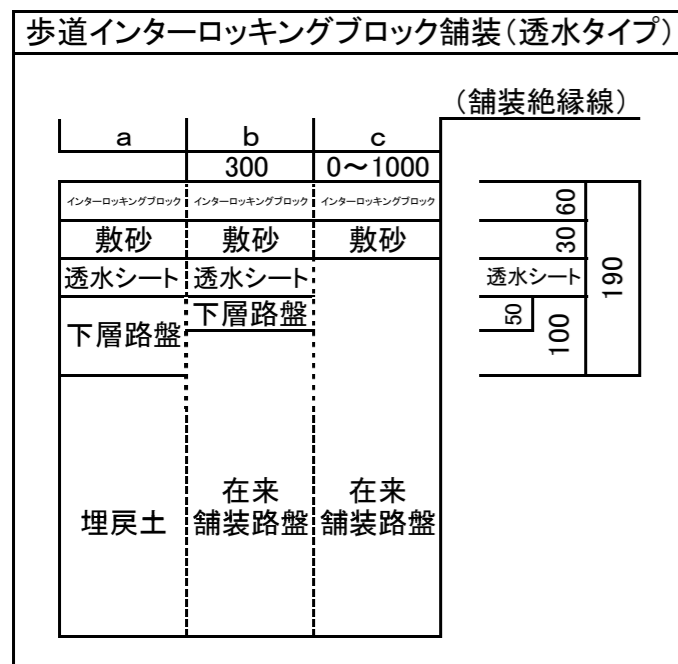 歩道インターロッキングブロック舗装（透水タイプ）
（舗装絶縁線）
a b c
300 0～1000
インターロッキングブロック インターロッキングブロック インターロッキングブロック 60
敷砂 敷砂 敷砂 30
透水シート 透水シート 透水シート 190
下層路盤 下層路盤 50 100
埋戻土 在来 在来
舗装路盤 舗装路盤